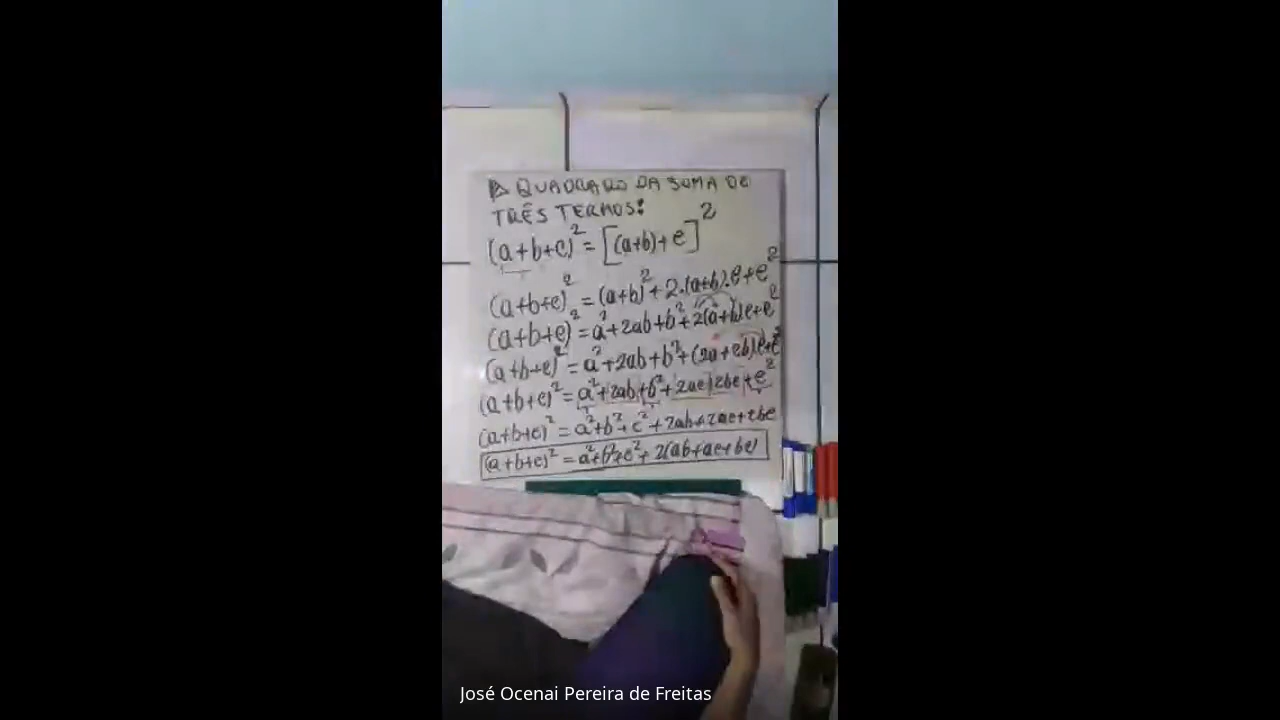 ▷ QUADRADO DA SOMA DE
TRÊS TERMOS:
(a+b+c)² = [(a+b)+c]²
(a+b+c)² = (a+b)² + 2.(a+b).c+c²
(a+b+c)² = a²+2ab+b²+2(a+b)c+c²
(a+b+c)² = a²+2ab+b²+(2a+2b)c+c²
(a+b+c)² = a²+2ab+b²+2ac+2bc+c²
(a+b+c)² = a²+b²+c²+2ab+2ac+2bc
(a+b+c)² = a²+b²+c²+2(ab+ac+bc)
José Ocenai Pereira de Freitas